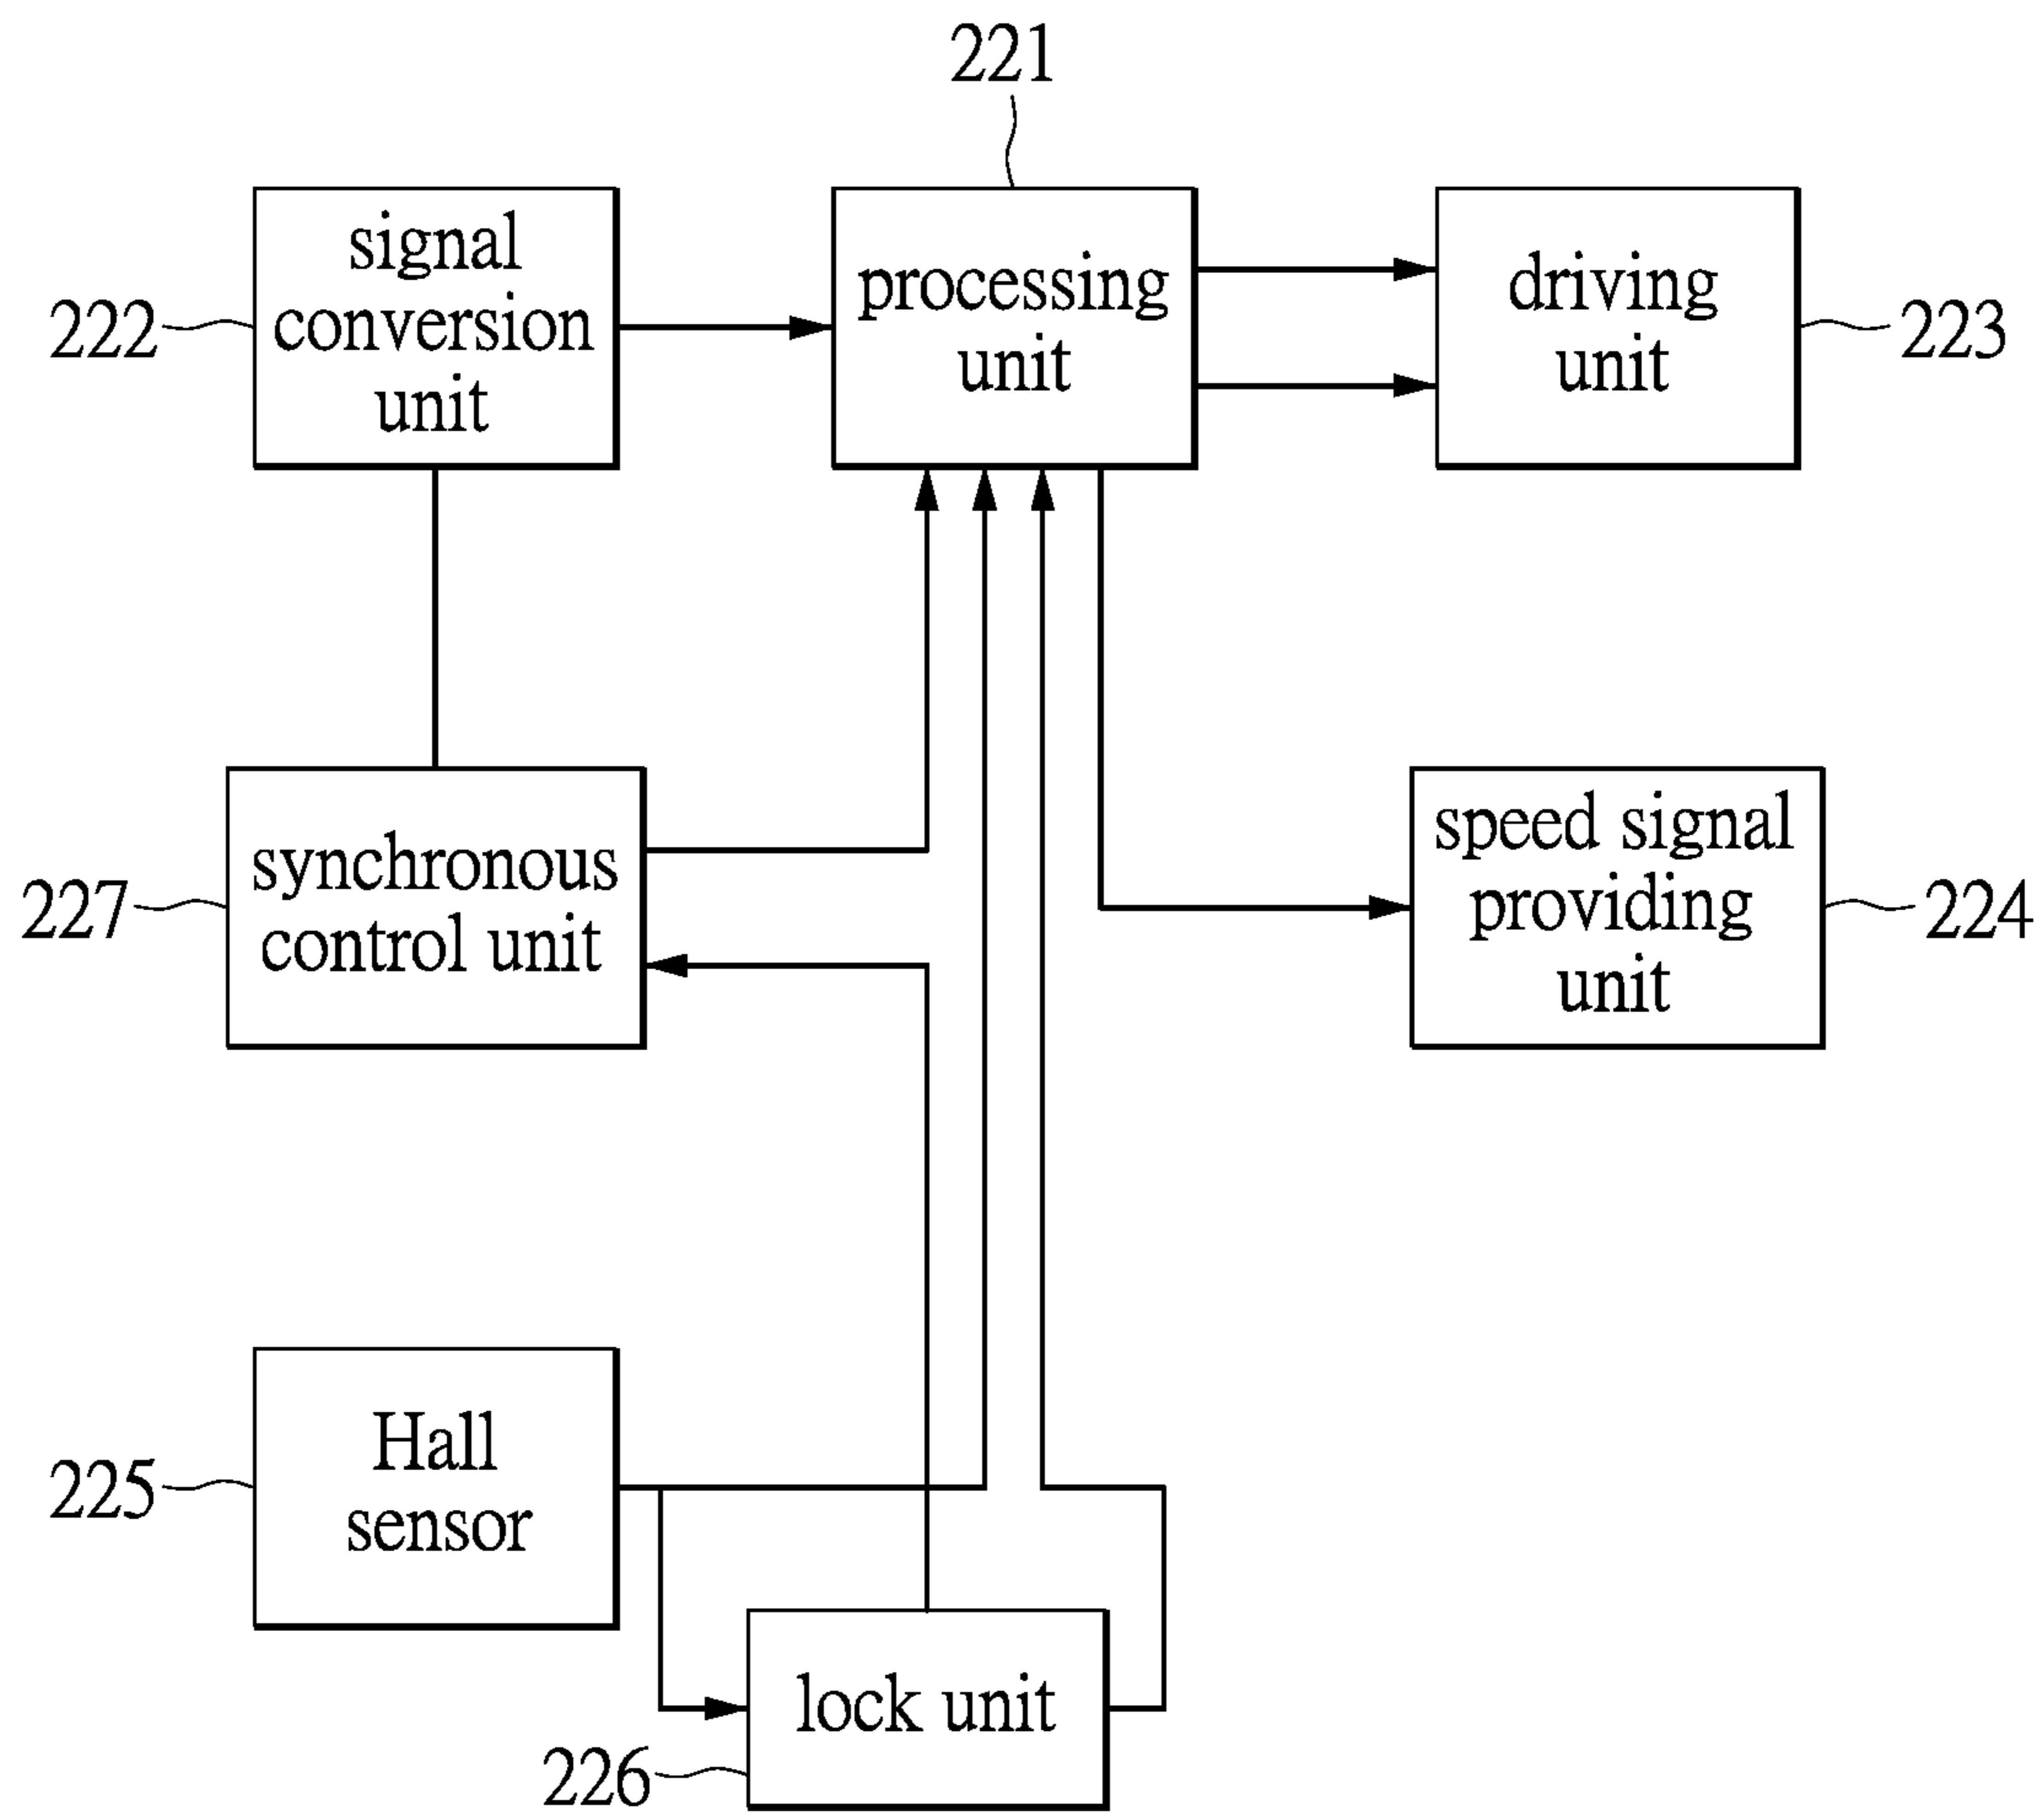 221
signal
conversion
unit
222
processing
unit
driving
unit
223
synchronous
control unit
227
speed signal
providing
unit
224
Hall
sensor
225
lock unit
226